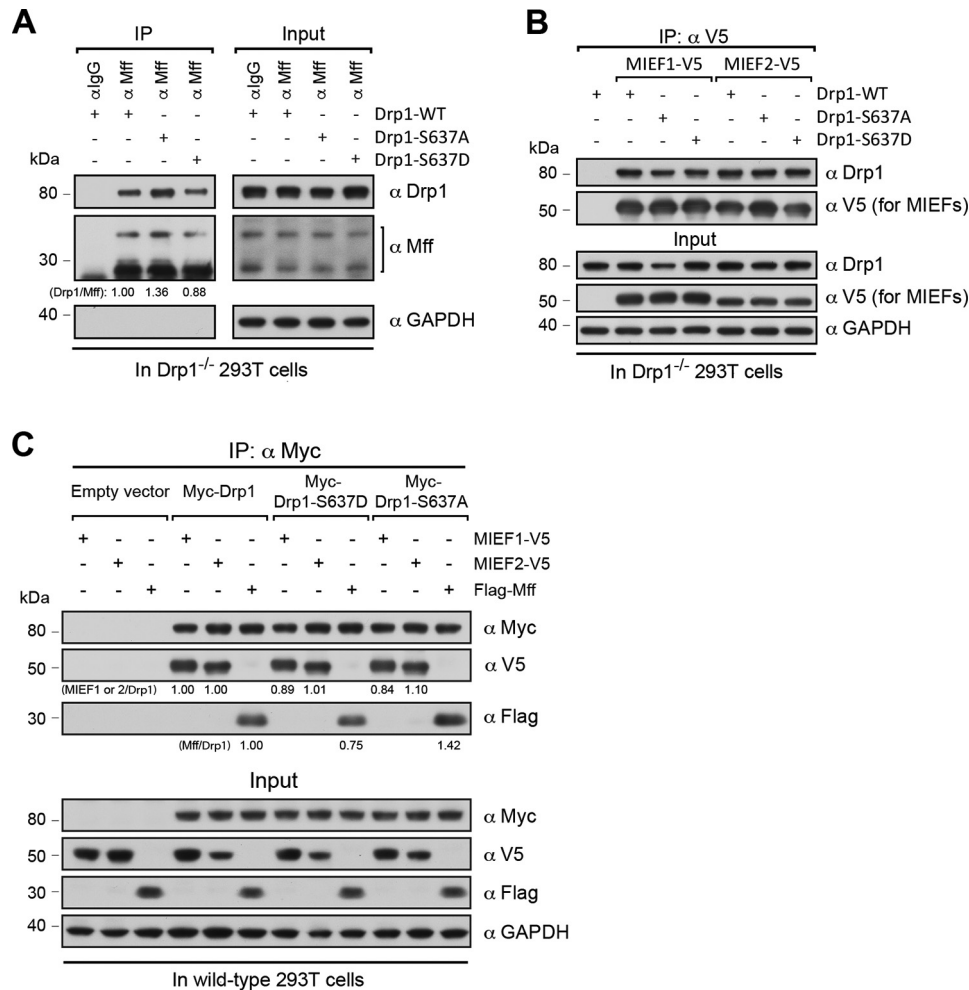 A
IP Input
αIgG α Mff α Mff α Mff αIgG α Mff α Mff α Mff
+ + - - + + - - Drp1-WT
- - + - - - + - Drp1-S637A
- - - + - - - + Drp1-S637D
kDa
80 α Drp1
α Mff
30
(Drp1/Mff): 1.00 1.36 0.88
40 α GAPDH
In Drp1-/- 293T cells
B
IP: α V5
MIEF1-V5 MIEF2-V5
+ + - - + - - Drp1-WT
- - + - - + - Drp1-S637A
- - - + - - + Drp1-S637D
kDa
80 α Drp1
50 α V5 (for MIEFs)
Input
80 α Drp1
50 α V5 (for MIEFs)
40 α GAPDH
In Drp1-/- 293T cells
C
IP: α Myc
Empty vector Myc-Drp1 Myc-Drp1-S637D Myc-Drp1-S637A
+ - - + - - + - - + - - MIEF1-V5
- + - - + - - + - - + - MIEF2-V5
- - + - - + - - + - - + Flag-Mff
kDa
80 α Myc
50 α V5
(MIEF1 or 2/Drp1) 1.00 1.00 0.89 1.01 0.84 1.10
30 α Flag
(Mff/Drp1) 1.00 0.75 1.42
Input
80 α Myc
50 α V5
30 α Flag
40 α GAPDH
In wild-type 293T cells